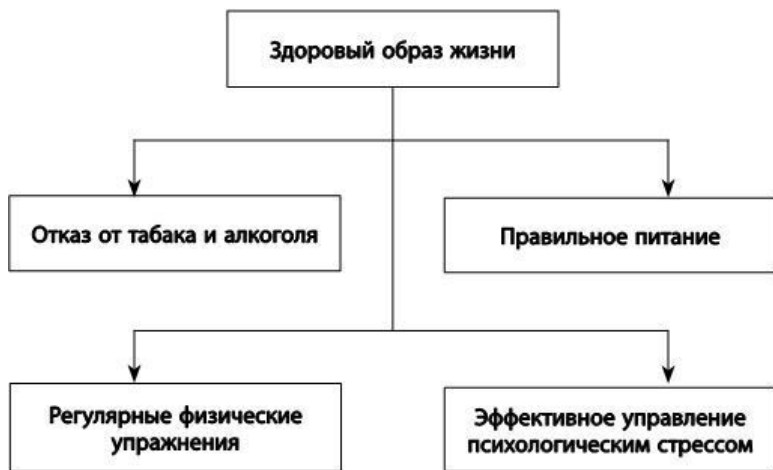 Здоровый образ жизни
Отказ от табака и алкоголя
Правильное питание
Регулярные физические
упражнения
Эффективное управление
психологическим стрессом